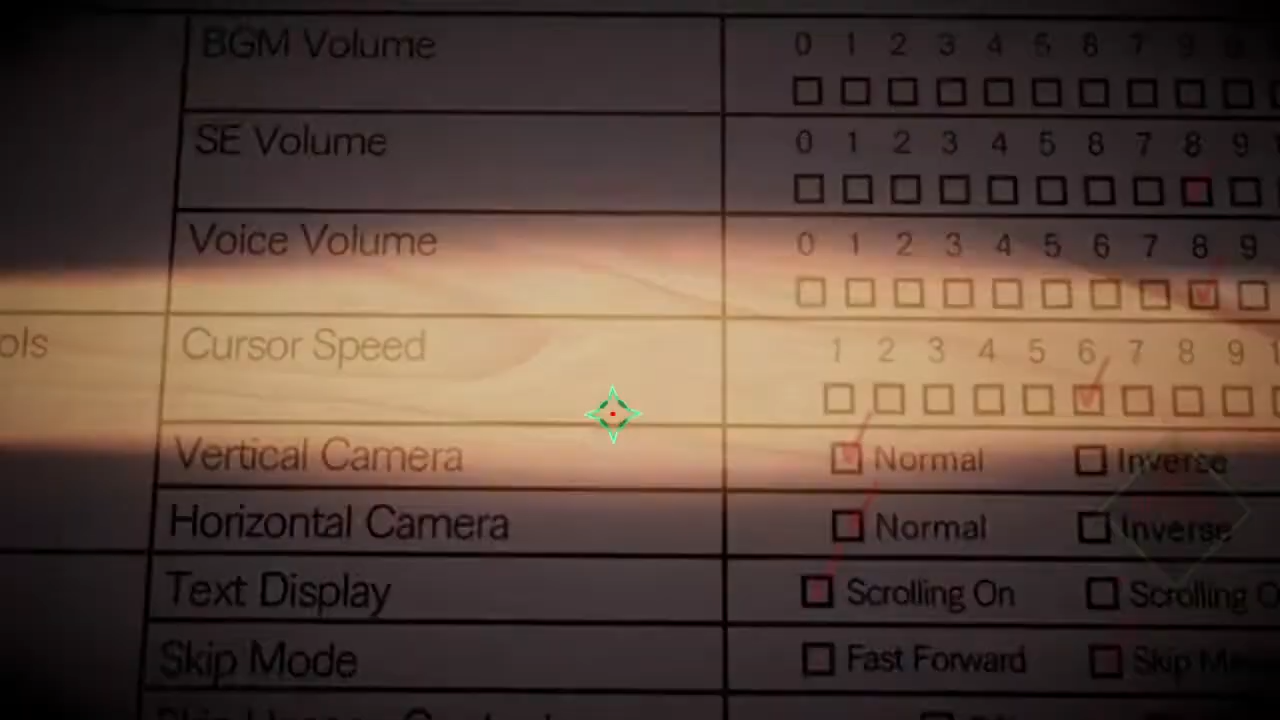 BGM Volume 0 1 2 3 4 5 6 7 8
SE Volume 0 1 2 3 4 5 6 7 8 9
Voice Volume 0 1 2 3 4 5 6 7 8 9
ols Cursor Speed 1 2 3 4 5 6 7 8 9
Vertical Camera Normal Inverse
Horizontal Camera Normal Inverse
Text Display Scrolling On Scrolling
Skip Mode Fast Forward Skip